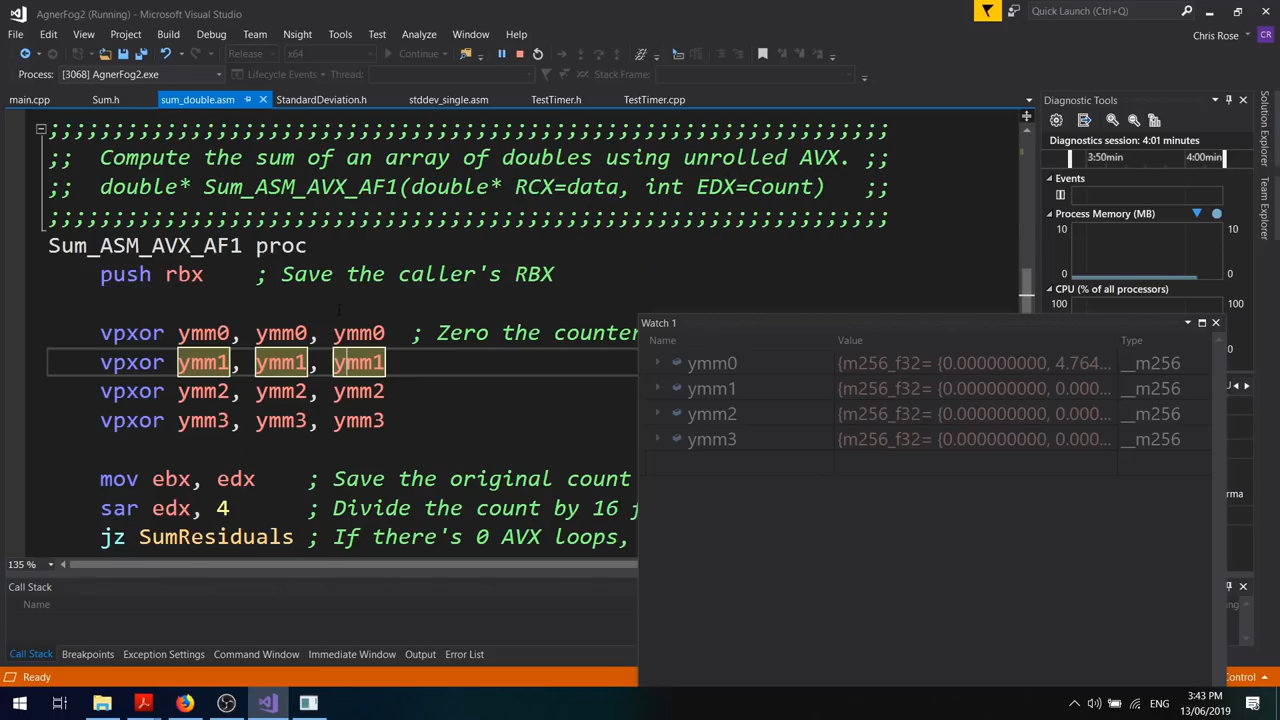 AgnerFog2 (Running) - Microsoft Visual Studio
Quick Launch (Ctrl+Q)
File Edit View Project Build Debug Team Nsight Tools Test Analyze Window Help
Chris Rose CR
Release x64 Continue
Process: [3068] AgnerFog2.exe Lifecycle Events Thread: Stack Frame:
main.cpp Sum.h sum_double.asm StandardDeviation.h stddev_single.asm TestTimer.h TestTimer.cpp
;;;;;;;;;;;;;;;;;;;;;;;;;;;;;;;;;;;;;;;;;;;;;;;;;;;;;;;;;;;;;;;;;
;; Compute the sum of an array of doubles using unrolled AVX. ;;
;; double* Sum_ASM_AVX_AF1(double* RCX=data, int EDX=Count) ;;
;;;;;;;;;;;;;;;;;;;;;;;;;;;;;;;;;;;;;;;;;;;;;;;;;;;;;;;;;;;;;;;;;
Sum_ASM_AVX_AF1 proc
push rbx ; Save the caller's RBX
vpxor ymm0, ymm0, ymm0 ; Zero the counter
vpxor ymm1, ymm1, ymm1
vpxor ymm2, ymm2, ymm2
vpxor ymm3, ymm3, ymm3
mov ebx, edx ; Save the original count
sar edx, 4 ; Divide the count by 16
jz SumResiduals ; If there's 0 AVX loops,
135 %
Watch 1
Name Value Type
ymm0 {m256_f32= {0.000000000, 4.764... __m256
ymm1 {m256_f32= {0.000000000, 0.000... __m256
ymm2 {m256_f32= {0.000000000, 0.000... __m256
ymm3 {m256_f32= {0.000000000, 0.000... __m256
Diagnostic Tools
Diagnostics session: 4:01 minutes
3:50min 4:00min
Events
Process Memory (MB)
10 10
0 0
CPU (% of all processors)
100 100
0
Solution Explorer
Team Explorer
Call Stack
Name
Call Stack Breakpoints Exception Settings Command Window Immediate Window Output Error List
Ready
Control
ENG
3:43 PM
13/06/2019